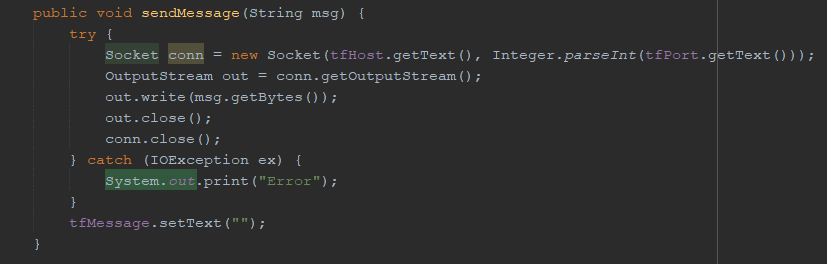 public void sendMessage(String msg) {
try {
Socket conn = new Socket(tfHost.getText(), Integer.parseInt(tfPort.getText()));
OutputStream out = conn.getOutputStream();
out.write(msg.getBytes());
out.close();
conn.close();
} catch (IOException ex) {
System.out.print("Error");
}
tfMessage.setText("");
}